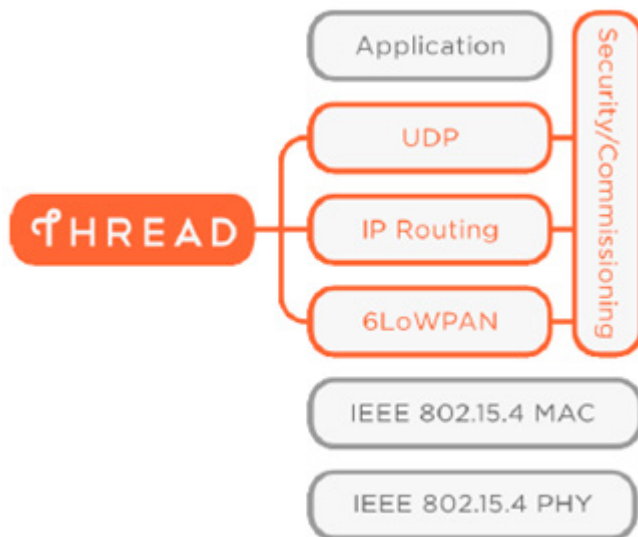 Application
UDP
THREAD
IP Routing
6LoWPAN
Security/Commissioning
IEEE 802.15.4 MAC
IEEE 802.15.4 PHY